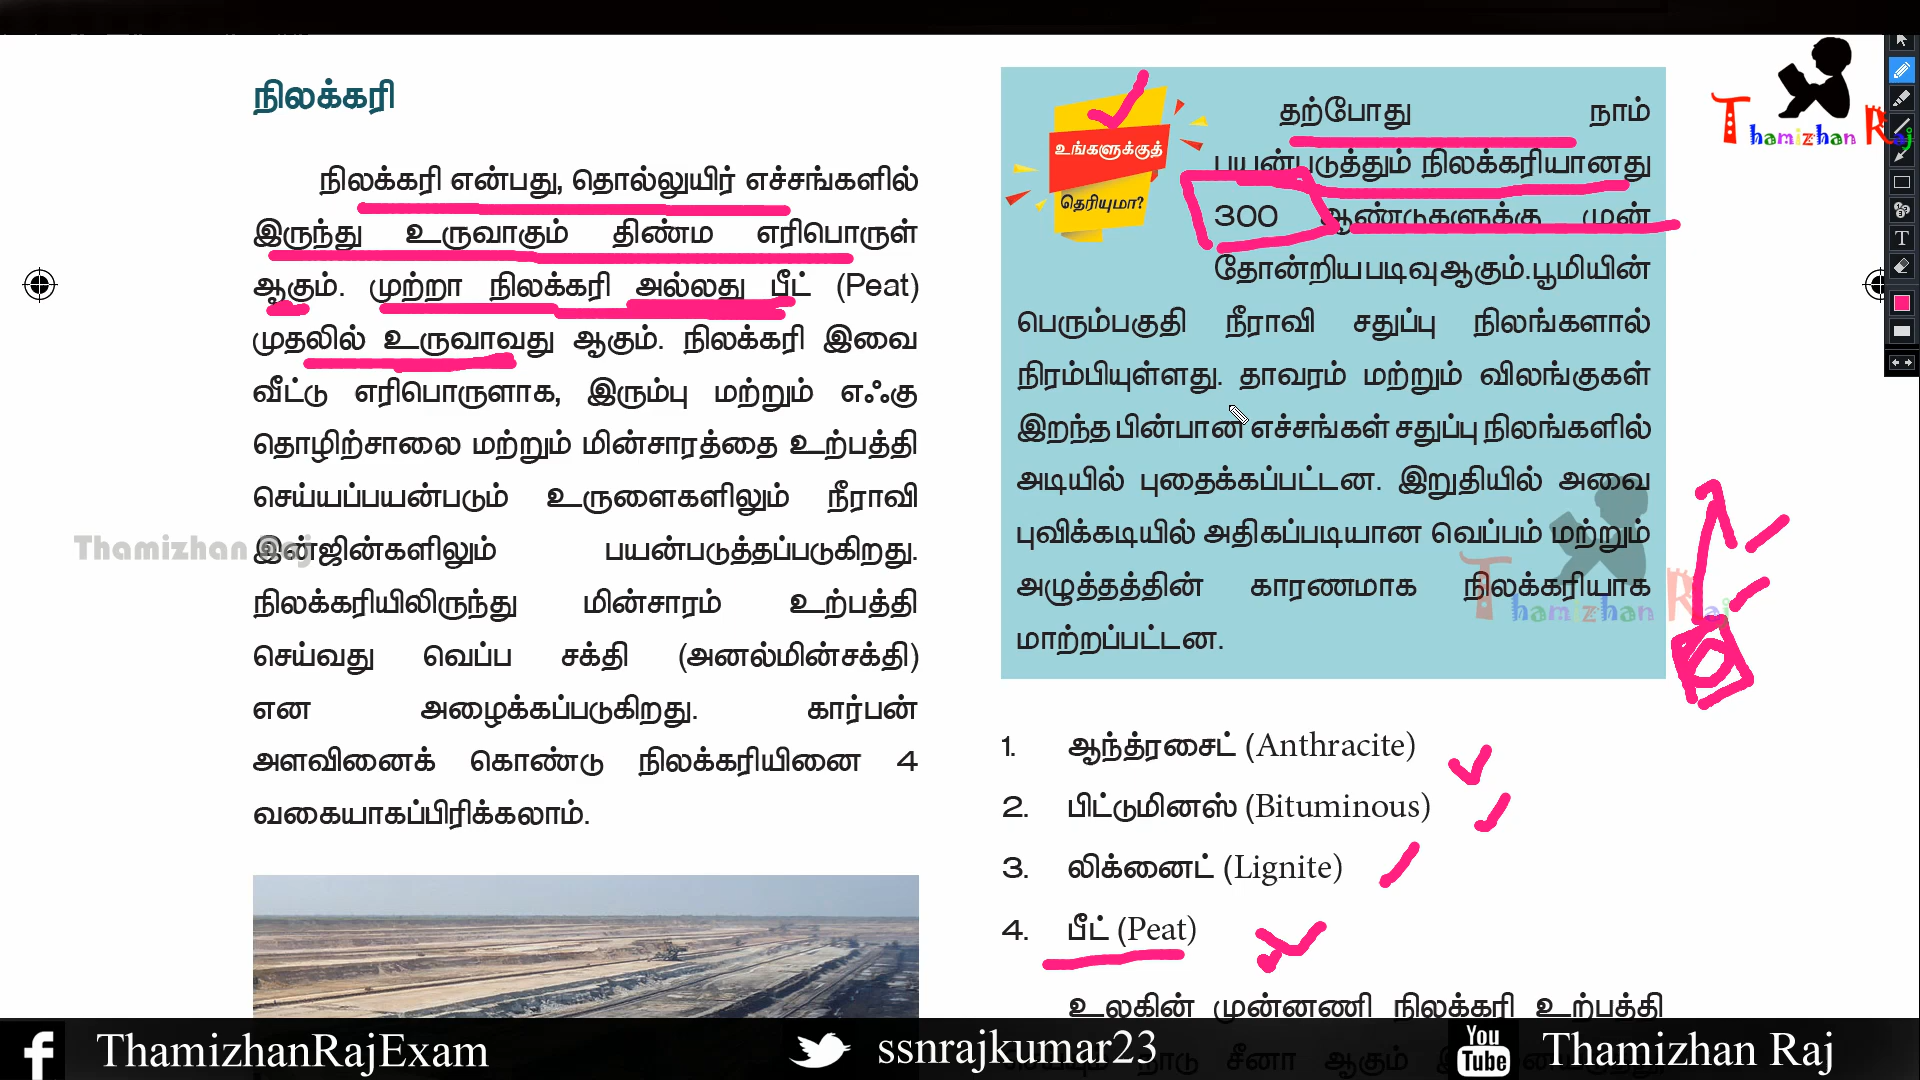 நிலக்கரி
நிலக்கரி என்பது, தொல்லுயிர் எச்சங்களில்
இருந்து உருவாகும் திண்ம எரிபொருள்
ஆகும். முற்றா நிலக்கரி அல்லது பீட் (Peat)
முதலில் உருவாவது ஆகும். நிலக்கரி இவை
வீட்டு எரிபொருளாக, இரும்பு மற்றும் எஃகு
தொழிற்சாலை மற்றும் மின்சாரத்தை உற்பத்தி
செய்யப்பயன்படும் உருளைகளிலும் நீராவி
இன்ஜின்களிலும் பயன்படுத்தப்படுகிறது.
நிலக்கரியிலிருந்து மின்சாரம் உற்பத்தி
செய்வது வெப்ப சக்தி (அனல்மின்சக்தி)
என அழைக்கப்படுகிறது. கார்பன்
அளவினைக் கொண்டு நிலக்கரியினை 4
வகையாகப்பிரிக்கலாம்.
Thamizhan Raj
உங்களுக்குத்
தெரியுமா?
தற்போது நாம்
பயன்படுத்தும் நிலக்கரியானது
300 ஆண்டுகளுக்கு முன்
தோன்றியபடிவுஆகும்.பூமியின்
பெரும்பகுதி நீராவி சதுப்பு நிலங்களால்
நிரம்பியுள்ளது. தாவரம் மற்றும் விலங்குகள்
இறந்த பின்பான எச்சங்கள் சதுப்பு நிலங்களில்
அடியில் புதைக்கப்பட்டன. இறுதியில் அவை
புவிக்கடியில் அதிகப்படியான வெப்பம் மற்றும்
அழுத்தத்தின் காரணமாக நிலக்கரியாக
மாற்றப்பட்டன.
Thamizhan Raj
Thamizhan Raj
1. ஆந்த்ரசைட் (Anthracite)
2. பிட்டுமினஸ் (Bituminous)
3. லிக்னைட் (Lignite)
4. பீட் (Peat)
உலகின் முன்னணி நிலக்கரி உற்பத்தி
செய்யும் நாடு சீனா ஆகும்
f ThamizhanRajExam
ssnrajkumar23
You Tube Thamizhan Raj